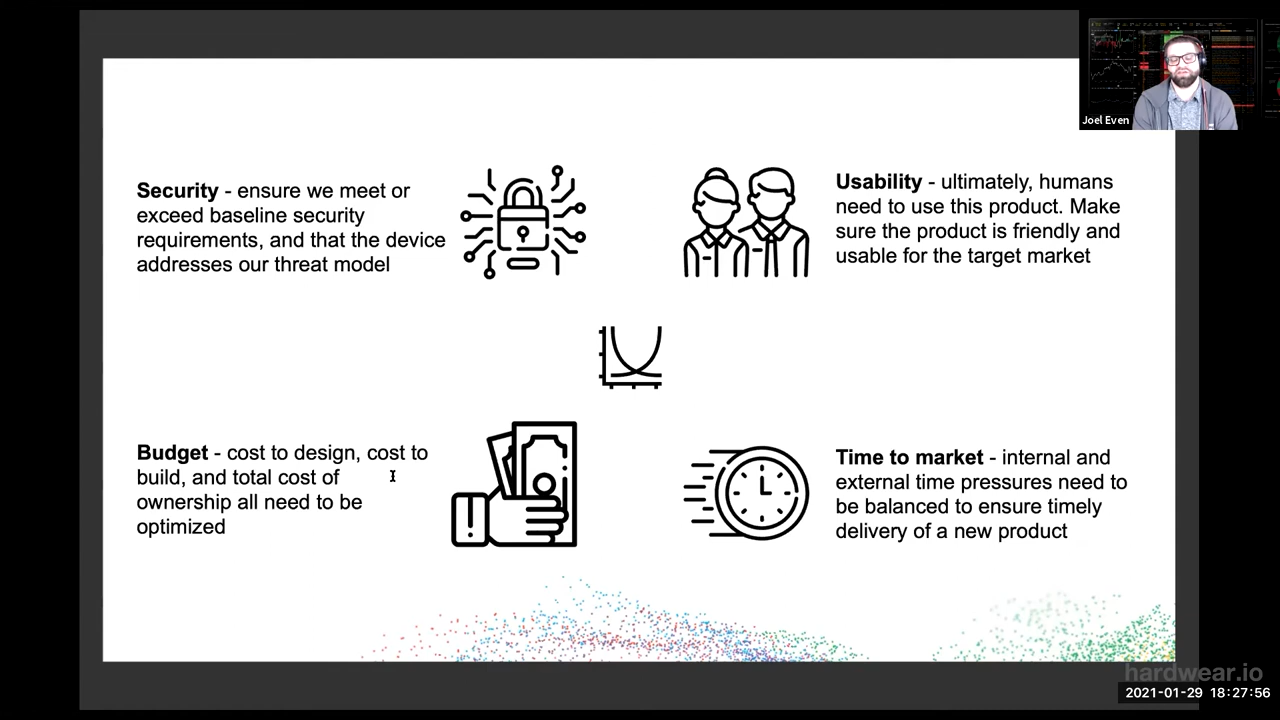 Joel Even
Security - ensure we meet or
exceed baseline security
requirements, and that the device
addresses our threat model
Usability - ultimately, humans
need to use this product. Make
sure the product is friendly and
usable for the target market
Budget - cost to design, cost to
build, and total cost of
ownership all need to be
optimized
Time to market - internal and
external time pressures need to
be balanced to ensure timely
delivery of a new product
hardwear.io
2021-01-29 18:27:56